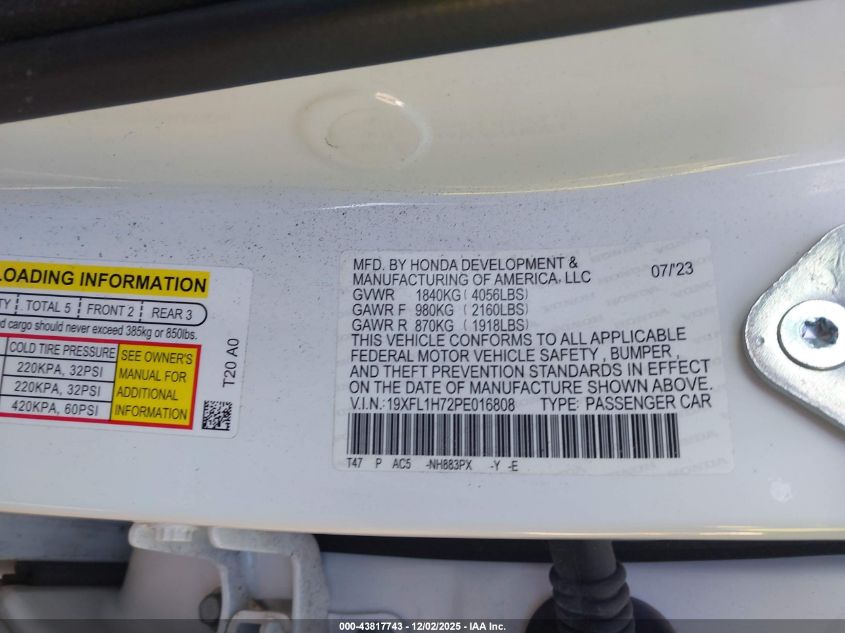 LOADING INFORMATION
TOTAL 5 FRONT 2 REAR 3
cargo should never exceed 385kg or 850lbs.
COLD TIRE PRESSURE
220KPA, 32PSI
220KPA, 32PSI
420KPA, 60PSI
SEE OWNER'S
MANUAL FOR
ADDITIONAL
INFORMATION
T20 A0
MFD. BY HONDA DEVELOPMENT &
MANUFACTURING OF AMERICA, LLC 07/'23
GVWR 1840KG ( 4056LBS)
GAWR F 980KG ( 2160LBS)
GAWR R 870KG ( 1918LBS)
THIS VEHICLE CONFORMS TO ALL APPLICABLE
FEDERAL MOTOR VEHICLE SAFETY , BUMPER ,
AND THEFT PREVENTION STANDARDS IN EFFECT
ON THE DATE OF MANUFACTURE SHOWN ABOVE.
V.I.N.:19XFL1H72PE016808 TYPE: PASSENGER CAR
T47 P AC5 -NH883PX -Y -E
000-43817743 - 12/02/2025 - IAA Inc.